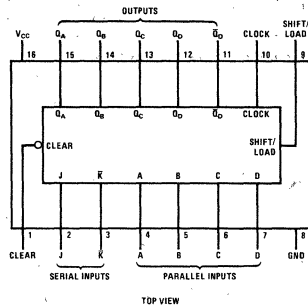 OUTPUTS
VCC QA QB QC QD Q̅D CLOCK SHIFT/ LOAD
16 15 14 13 12 11 10 9
QA QB QC QD Q̅D CLOCK
CLEAR SHIFT/ LOAD
J K̅ A B C D
1 2 3 4 5 6 7 8
CLEAR J K̅ A B C D GND
SERIAL INPUTS PARALLEL INPUTS
TOP VIEW